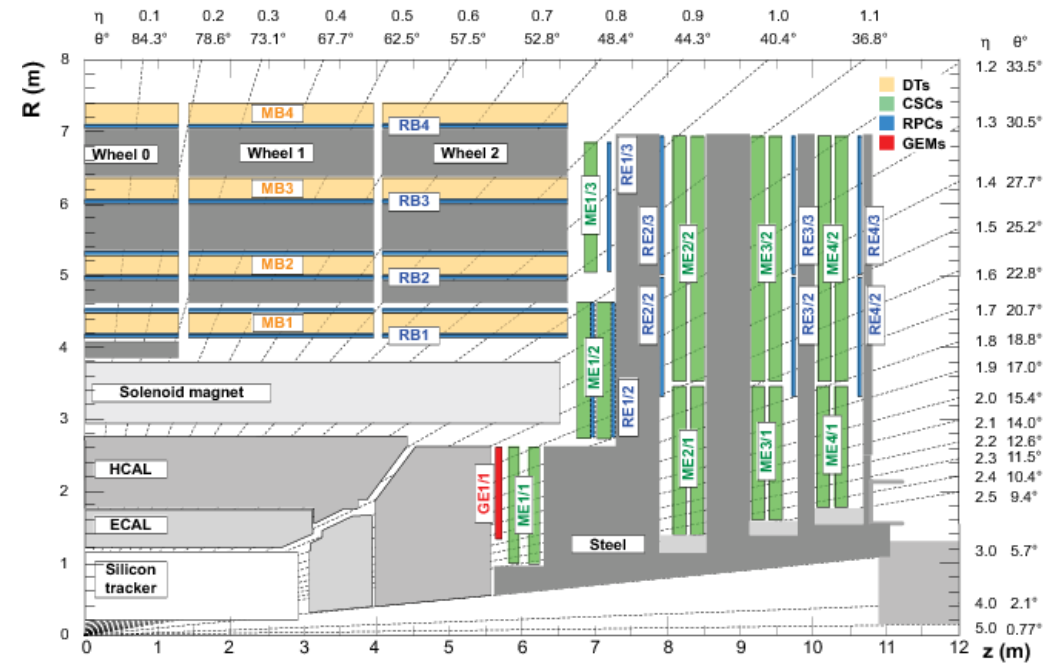 η 0.1 0.2 0.3 0.4 0.5 0.6 0.7 0.8 0.9 1.0 1.1
θ° 84.3° 78.6° 73.1° 67.7° 62.5° 57.5° 52.8° 48.4° 44.3° 40.4° 36.8° η θ°
R (m)
8
7
6
5
4
3
2
1
0
1.2 33.5°
1.3 30.5°
1.4 27.7°
1.5 25.2°
1.6 22.8°
1.7 20.7°
1.8 18.8°
1.9 17.0°
2.0 15.4°
2.1 14.0°
2.2 12.6°
2.3 11.5°
2.4 10.4°
2.5 9.4°
3.0 5.7°
4.0 2.1°
5.0 0.77°
DTs
CSCs
RPCs
GEMs
MB4
RB4
Wheel 0 Wheel 1 Wheel 2
MB3
RB3
MB2
RB2
MB1
RB1
Solenoid magnet
HCAL
ECAL
Silicon
tracker
Steel
GE1/1
ME1/1
ME1/2
RE1/2
ME1/3
RE1/3
RE2/3
RE2/2
ME2/2
ME2/1
ME3/2
ME3/1
RE3/3
RE3/2
ME4/2
ME4/1
RE4/3
RE4/2
0 1 2 3 4 5 6 7 8 9 10 11 12
z (m)